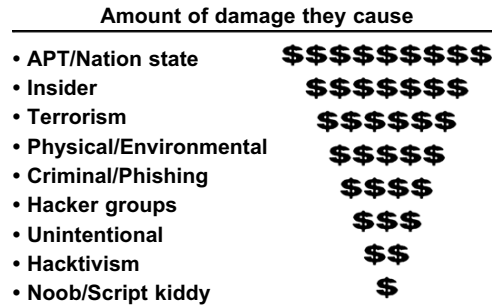 Amount of damage they cause
• APT/Nation state
• Insider
• Terrorism
• Physical/Environmental
• Criminal/Phishing
• Hacker groups
• Unintentional
• Hacktivism
• Noob/Script kiddy
$$$$$$$$$
$$$$$$$
$$$$$$
$$$$$
$$$$
$$$
$$
$